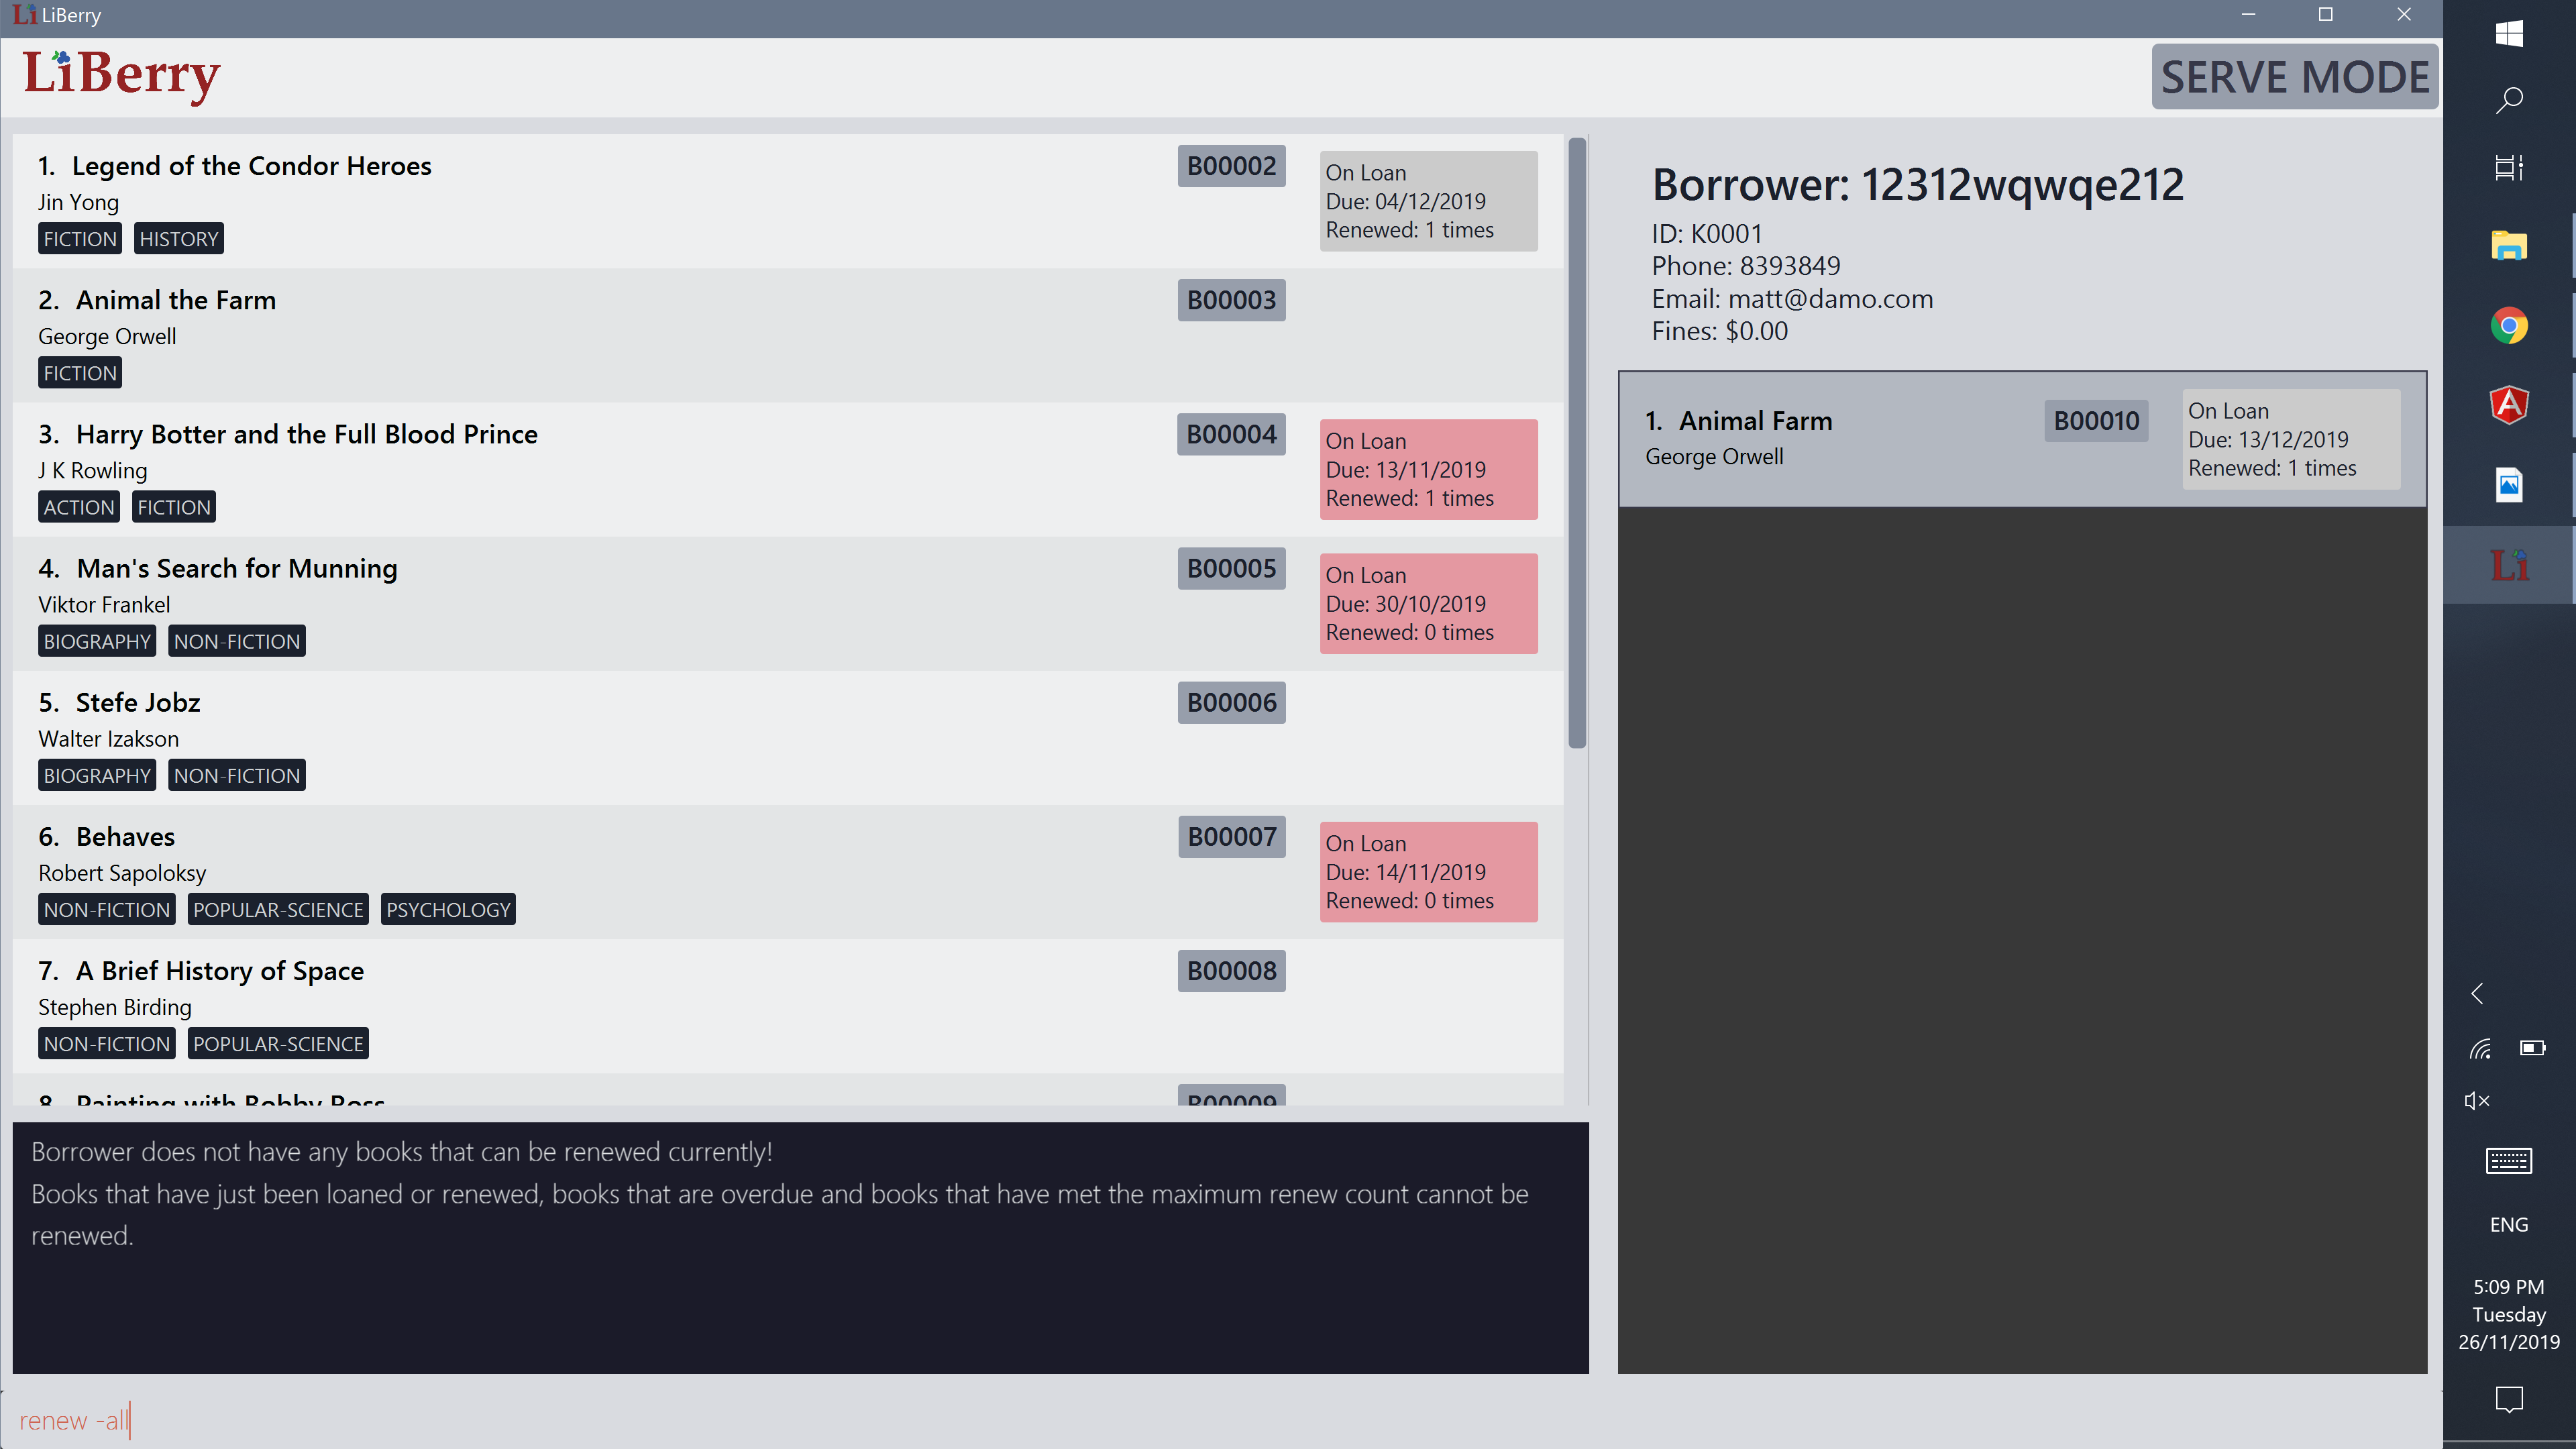 Li LiBerry
LiBerry
SERVE MODE
1. Legend of the Condor Heroes
Jin Yong
FICTION HISTORY
B00002
On Loan
Due: 04/12/2019
Renewed: 1 times
2. Animal the Farm
George Orwell
FICTION
B00003
3. Harry Botter and the Full Blood Prince
J K Rowling
ACTION FICTION
B00004
On Loan
Due: 13/11/2019
Renewed: 1 times
4. Man's Search for Munning
Viktor Frankel
BIOGRAPHY NON-FICTION
B00005
On Loan
Due: 30/10/2019
Renewed: 0 times
5. Stefe Jobz
Walter Izakson
BIOGRAPHY NON-FICTION
B00006
6. Behaves
Robert Sapoloksy
NON-FICTION POPULAR-SCIENCE PSYCHOLOGY
B00007
On Loan
Due: 14/11/2019
Renewed: 0 times
7. A Brief History of Space
Stephen Birding
NON-FICTION POPULAR-SCIENCE
B00008
8. Painting with Bobby Ross
B00009
Borrower does not have any books that can be renewed currently!
Books that have just been loaned or renewed, books that are overdue and books that have met the maximum renew count cannot be
renewed.
renew -all
Borrower: 12312wqwqe212
ID: K0001
Phone: 8393849
Email: matt@damo.com
Fines: $0.00
1. Animal Farm
George Orwell
B00010
On Loan
Due: 13/12/2019
Renewed: 1 times
Li
ENG
5:09 PM
Tuesday
26/11/2019